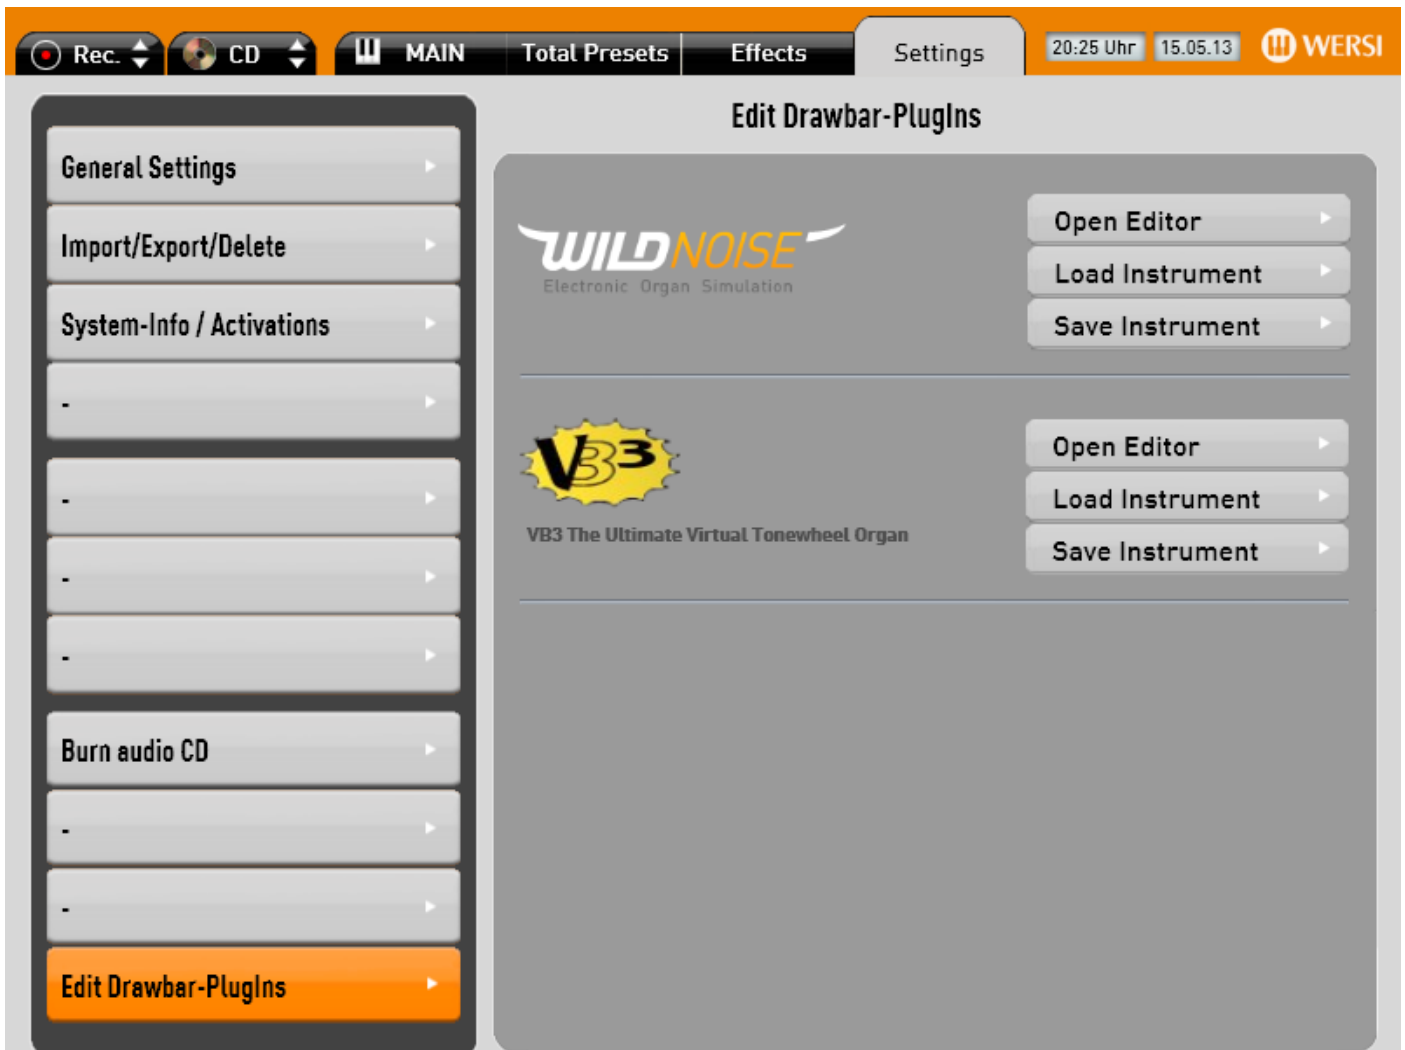 Rec. CD MAIN Total Presets Effects Settings 20:25 Uhr 15.05.13 WERSI
Edit Drawbar-PlugIns
General Settings
Import/Export/Delete
System-Info / Activations
-
-
-
-
Burn audio CD
-
-
Edit Drawbar-PlugIns
WILDNOISE
Electronic Organ Simulation
Open Editor
Load Instrument
Save Instrument
VB3
VB3 The Ultimate Virtual Tonewheel Organ
Open Editor
Load Instrument
Save Instrument